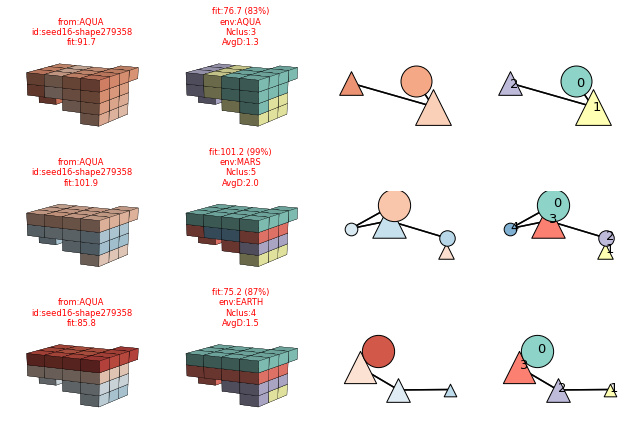 from:AQUA
id:seed16-shape279358
fit:91.7
fit:76.7 (83%)
env:AQUA
Nclus:3
AvgD:1.3
2
0
1
from:AQUA
id:seed16-shape279358
fit:101.9
fit:101.2 (99%)
env:MARS
Nclus:5
AvgD:2.0
0
3
4
2
1
from:AQUA
id:seed16-shape279358
fit:85.8
fit:75.2 (87%)
env:EARTH
Nclus:4
AvgD:1.5
0
3
2
1